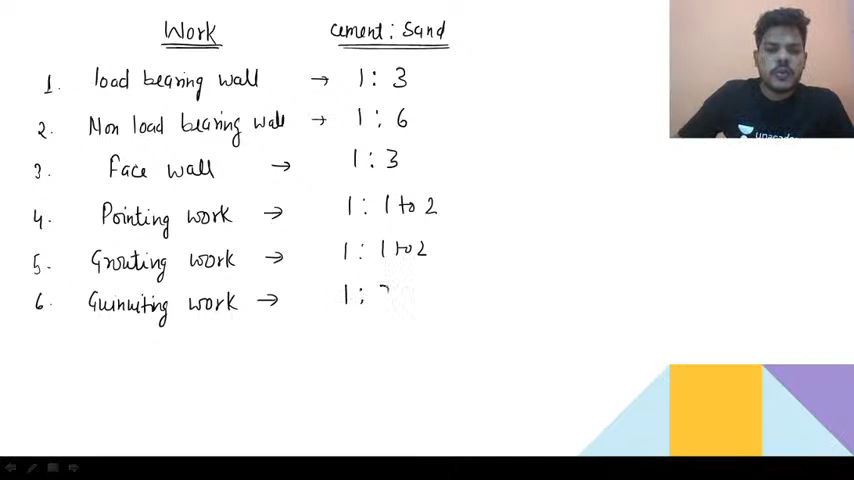 Work cement : Sand
1. load bearing wall → 1 : 3
2. Non load bearing wall → 1 : 6
3. Face wall → 1 : 3
4. Pointing work → 1 : 1 to 2
5. Grouting work → 1 : 1 to 2
6. Guinuiting work → 1 :